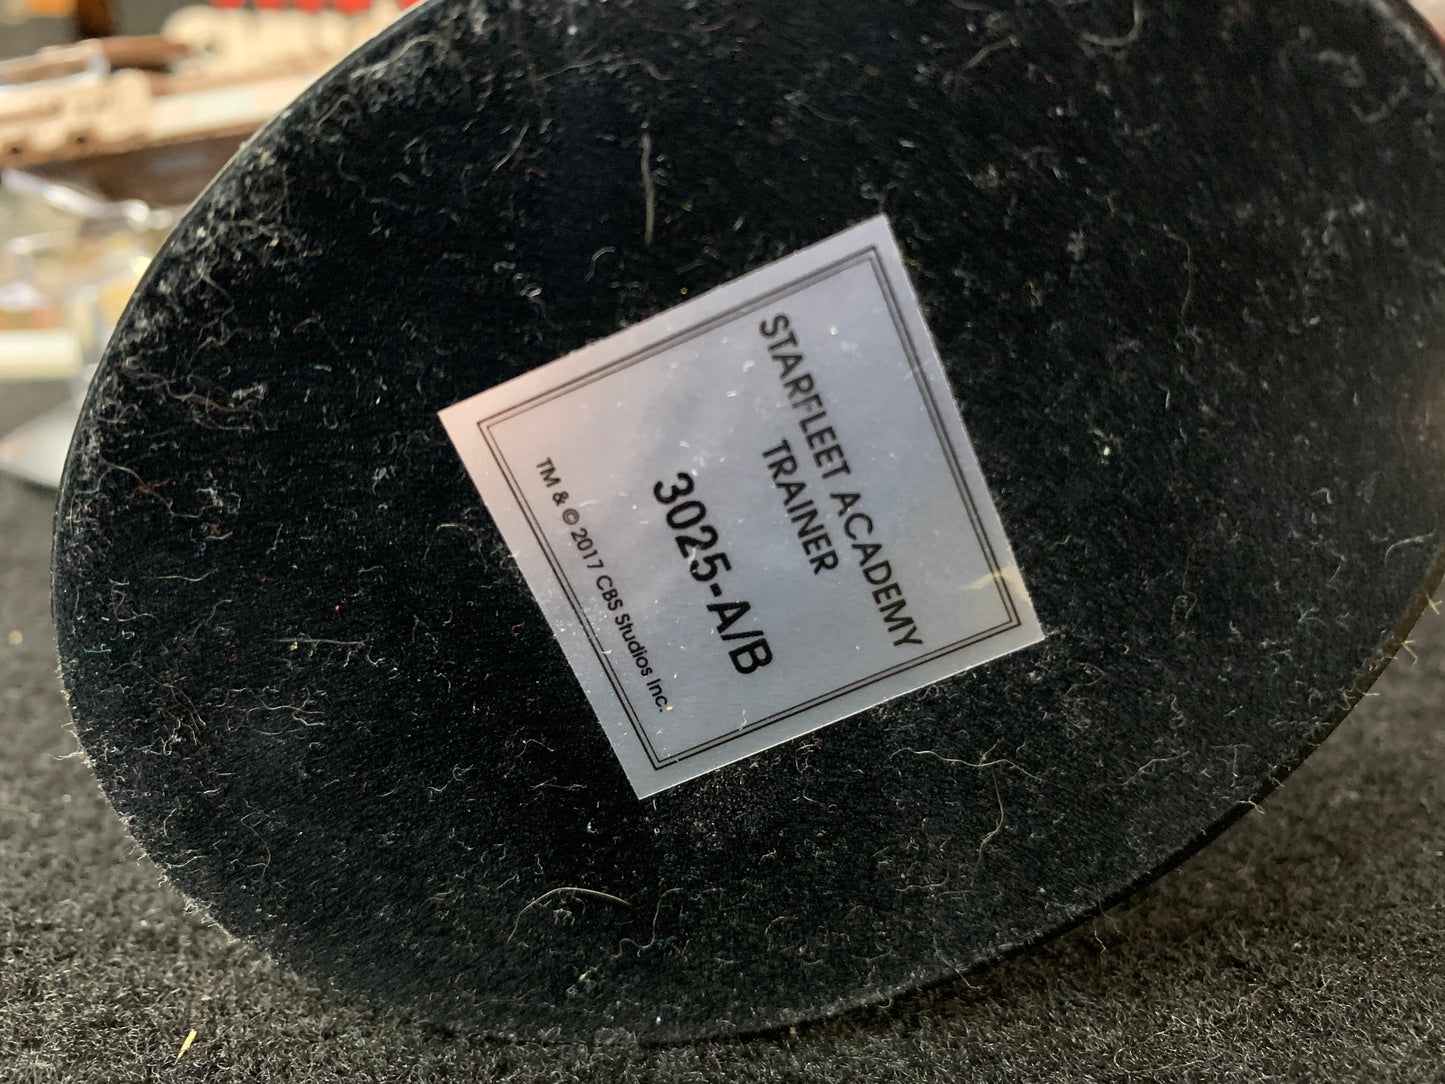 STARFLEET ACADEMY
TRAINER
3025-A/B
TM & © 2017 CBS Studios Inc.